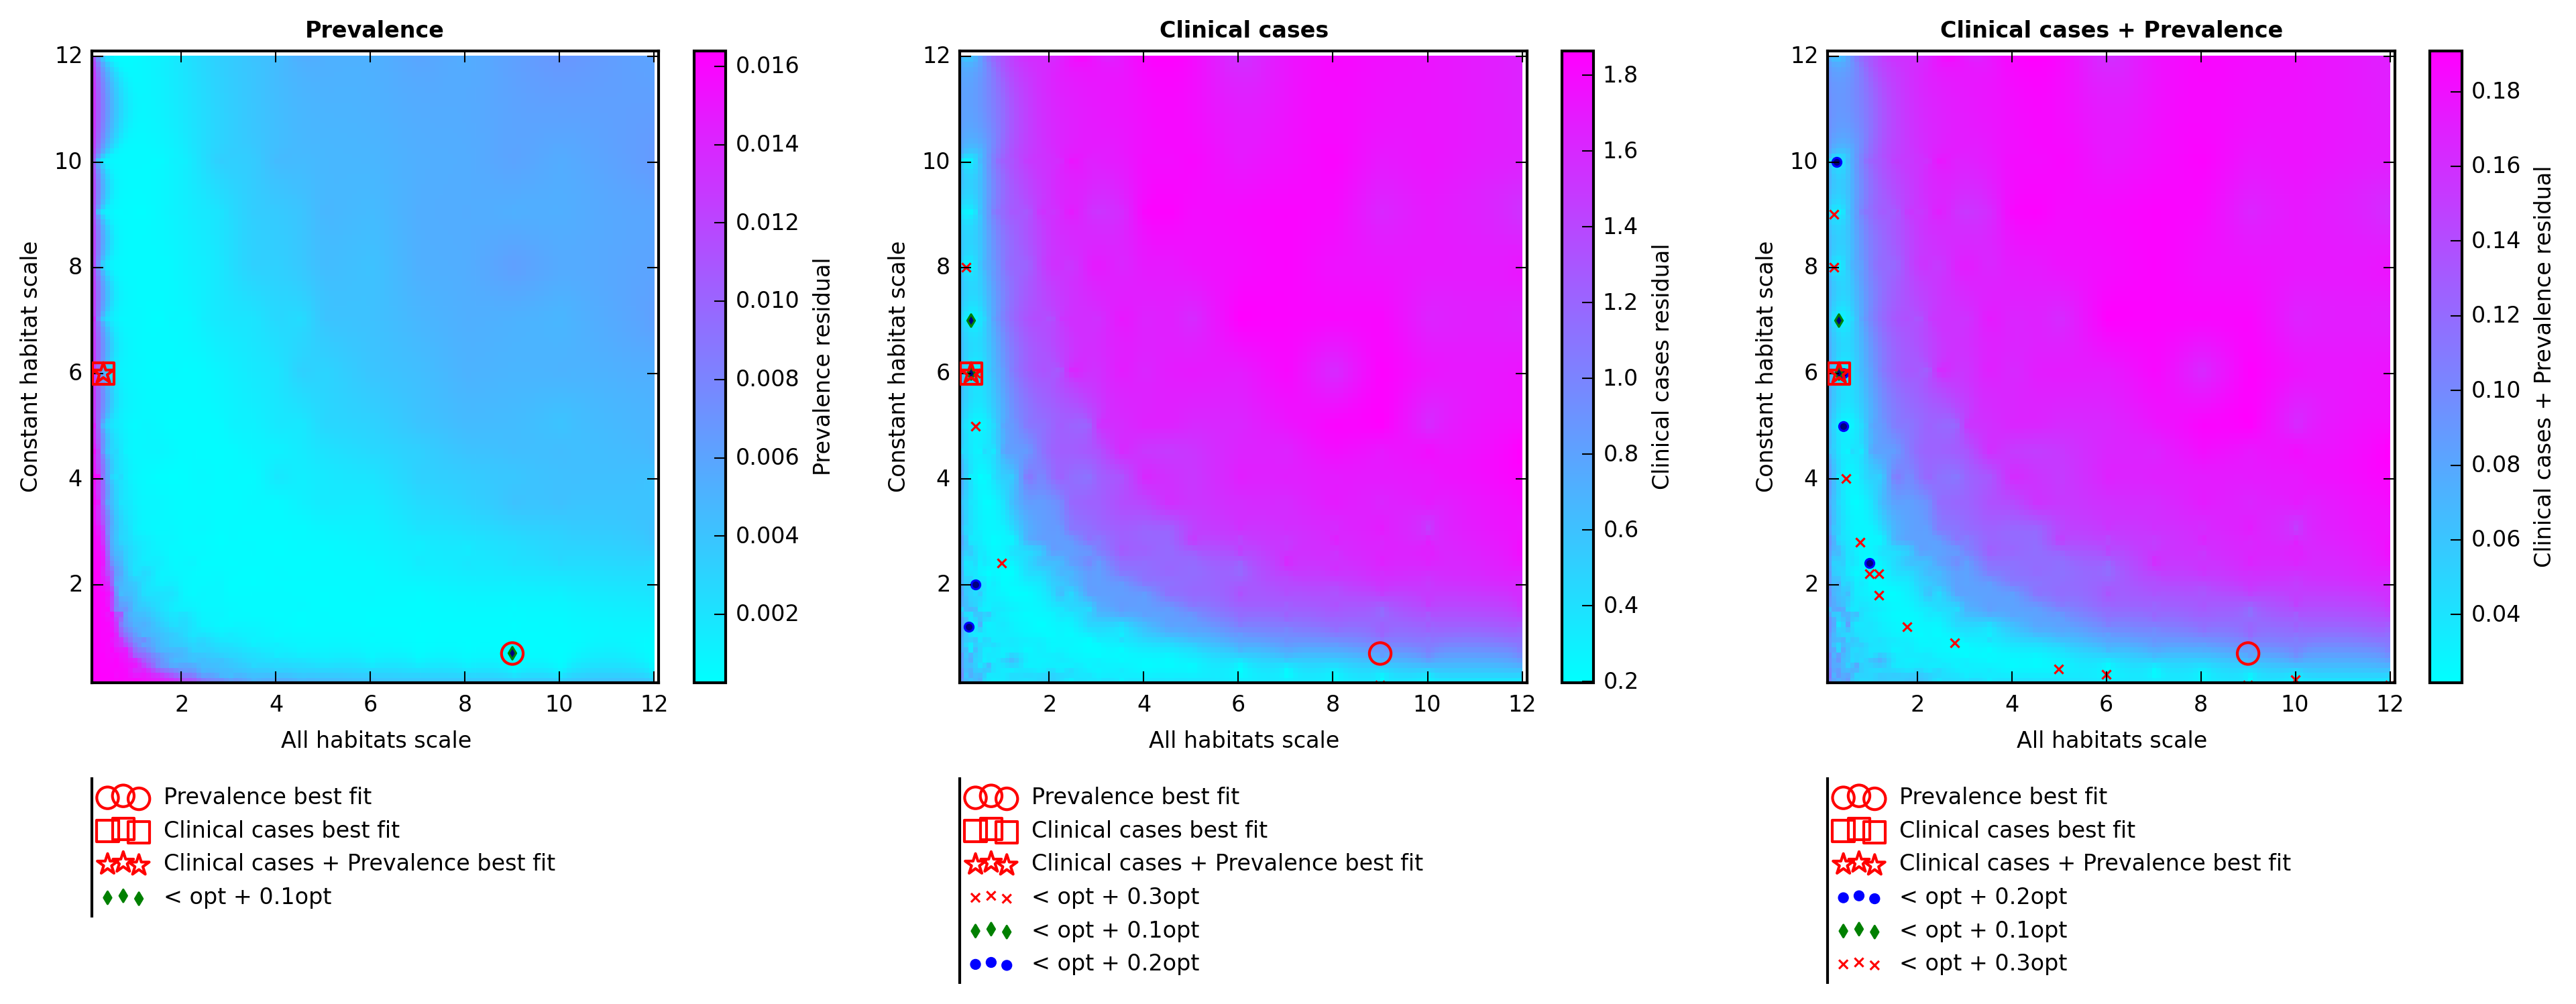 Prevalence
Constant habitat scale
12
10
8
6
4
2
2 4 6 8 10 12
All habitats scale
0.016
0.014
0.012
0.010
0.008
0.006
0.004
0.002
Prevalence residual
Prevalence best fit
Clinical cases best fit
Clinical cases + Prevalence best fit
< opt + 0.1opt
Clinical cases
Constant habitat scale
12
10
8
6
4
2
2 4 6 8 10 12
All habitats scale
1.8
1.6
1.4
1.2
1.0
0.8
0.6
0.4
0.2
Clinical cases residual
Prevalence best fit
Clinical cases best fit
Clinical cases + Prevalence best fit
< opt + 0.3opt
< opt + 0.1opt
< opt + 0.2opt
Clinical cases + Prevalence
Constant habitat scale
12
10
8
6
4
2
2 4 6 8 10 12
All habitats scale
0.18
0.16
0.14
0.12
0.10
0.08
0.06
0.04
Clinical cases + Prevalence residual
Prevalence best fit
Clinical cases best fit
Clinical cases + Prevalence best fit
< opt + 0.2opt
< opt + 0.1opt
< opt + 0.3opt